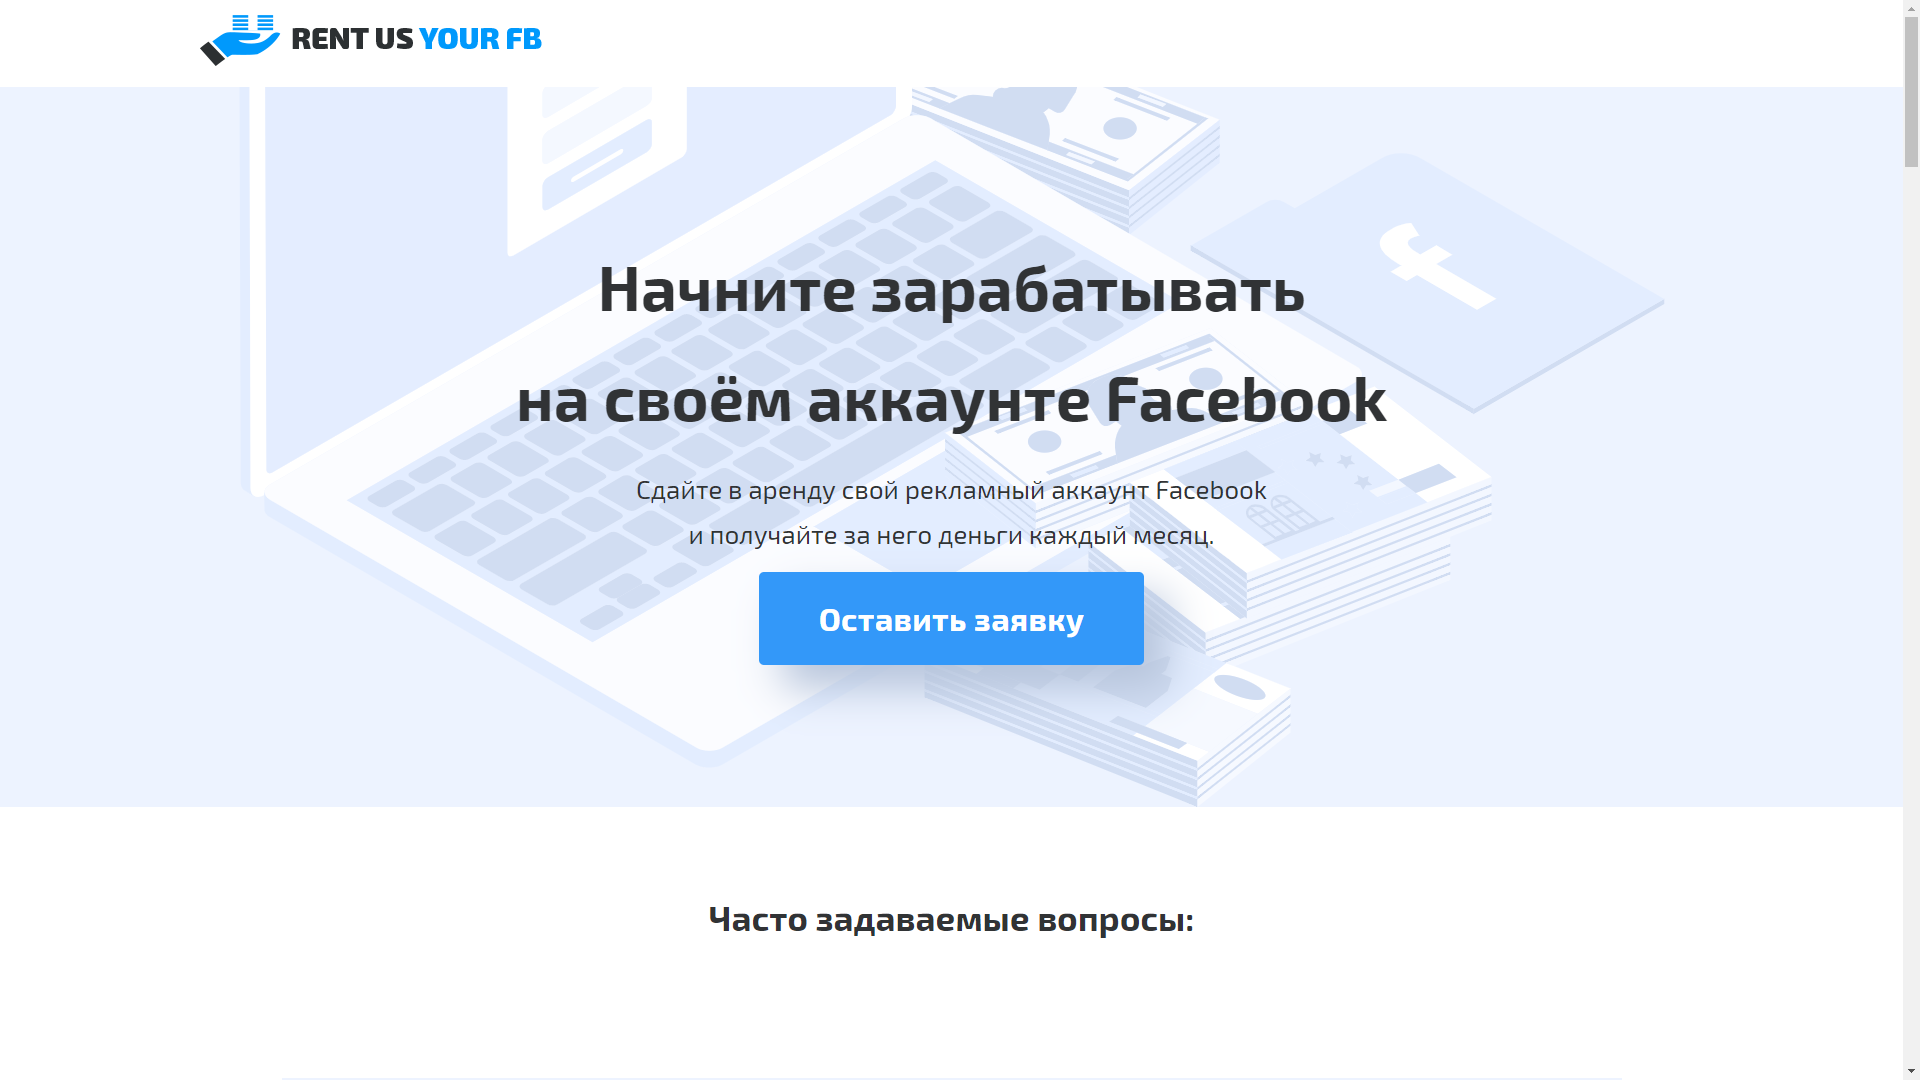 RENT US YOUR FB
Начните зарабатывать
на своём аккаунте Facebook
Сдайте в аренду свой рекламный аккаунт Facebook
и получайте за него деньги каждый месяц.
Оставить заявку
Часто задаваемые вопросы: